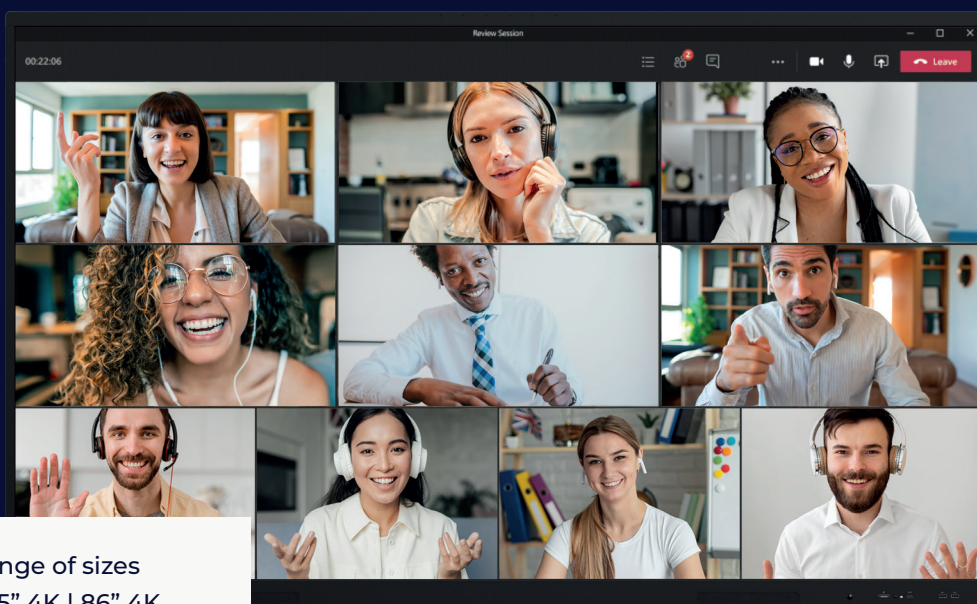 Review Session
00:22:06
2
Leave
nge of sizes
5” 4K | 86” 4K